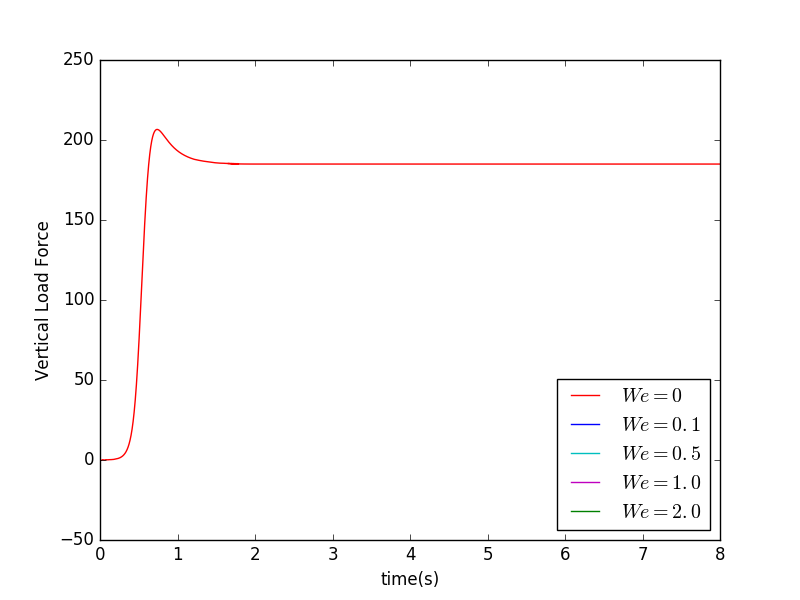 250
200
150
100
50
0
−50
Vertical Load Force
0 1 2 3 4 5 6 7 8
time(s)
We = 0
We = 0.1
We = 0.5
We = 1.0
We = 2.0